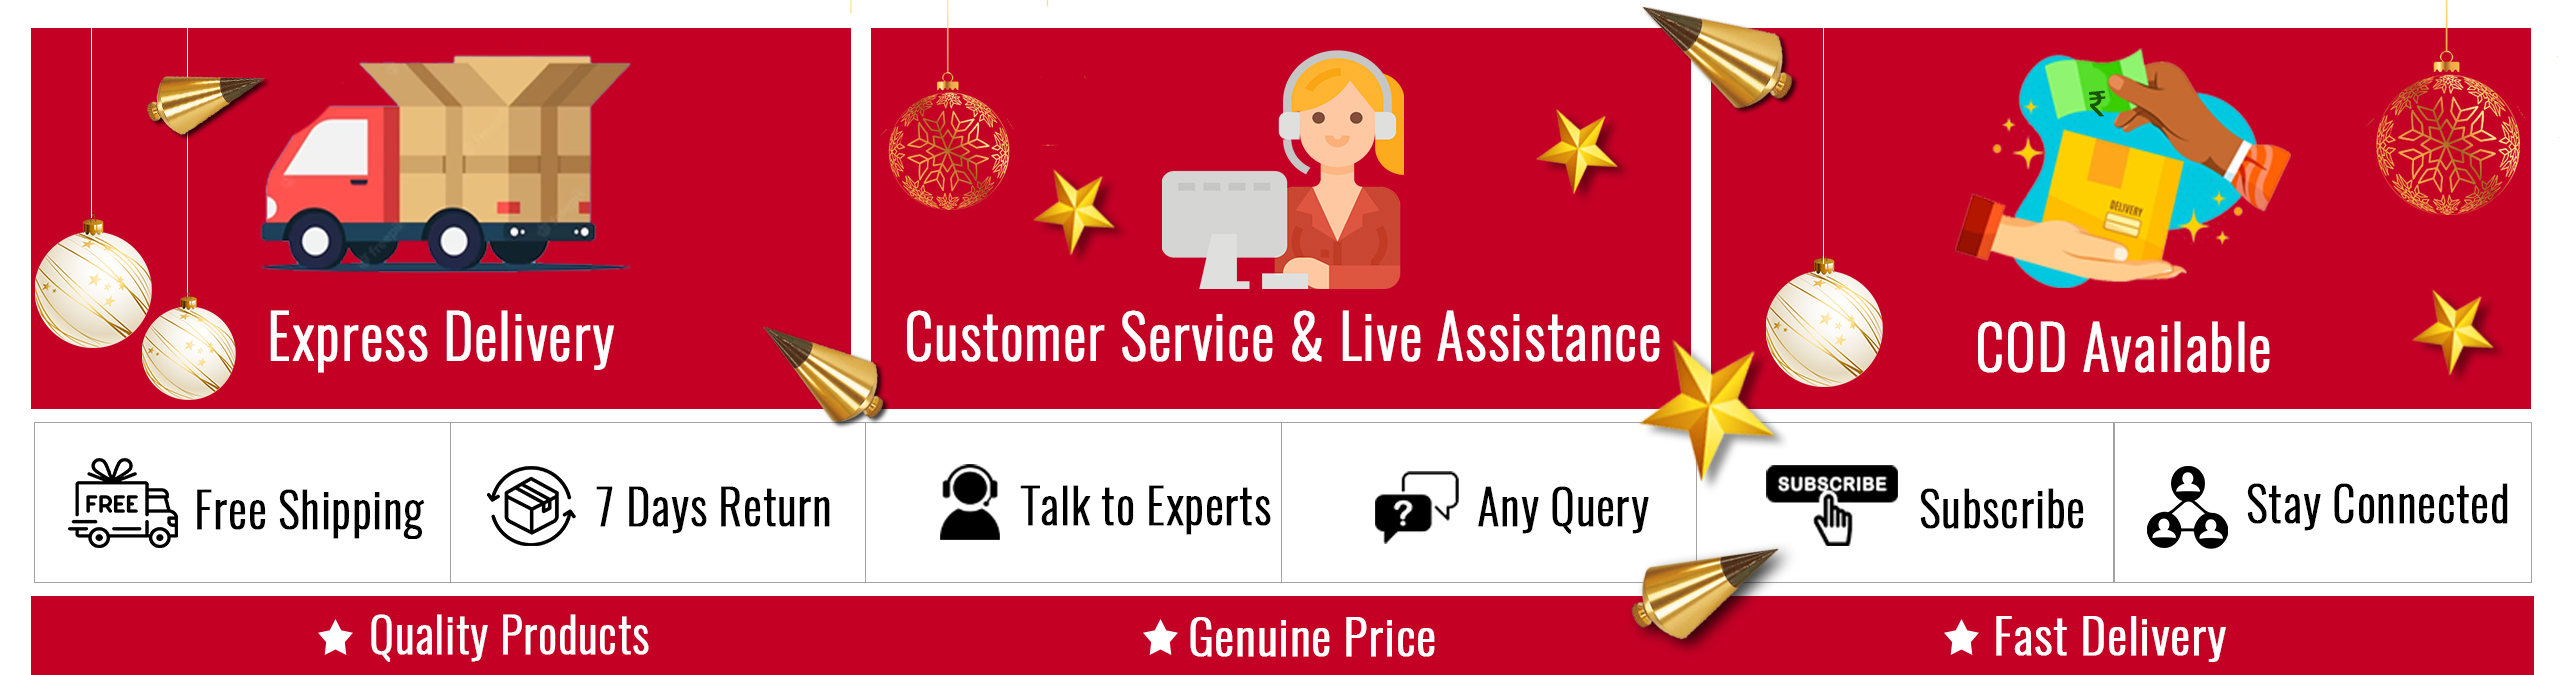 ₹
DELIVERY
Express Delivery
Customer Service & Live Assistance
COD Available
FREE
Free Shipping
7 Days Return
Talk to Experts
?
Any Query
SUBSCRIBE
Subscribe
Stay Connected
Quality Products
Genuine Price
Fast Delivery